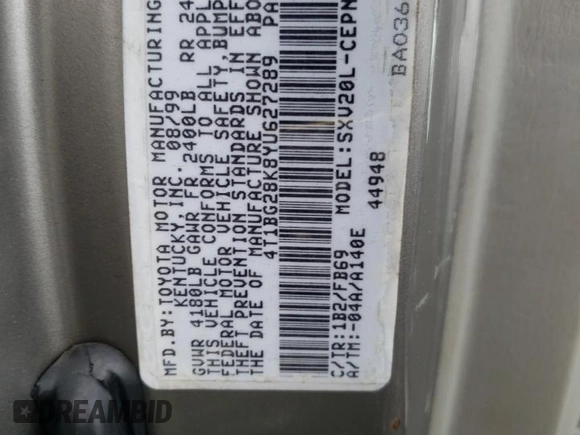 MFD.BY:TOYOTA MOTOR MANUFACTURING
KENTUCKY, INC. 08/99
GVWR 4180LB GAWR FR 2400LB RR 24
THIS VEHICLE CONFORMS TO ALL APPL
FEDERAL MOTOR VEHICLE SAFETY, BUMP
THEFT PREVENTION STANDARDS IN EFF
THE DATE OF MANUFACTURE SHOWN ABO
4T1BG28K8YU627289 PA
C/TR:1B2/FB69 MODEL:SXV20L-CEPN
A/TM:-04A/A140E 44948
BA036
DREAMBID